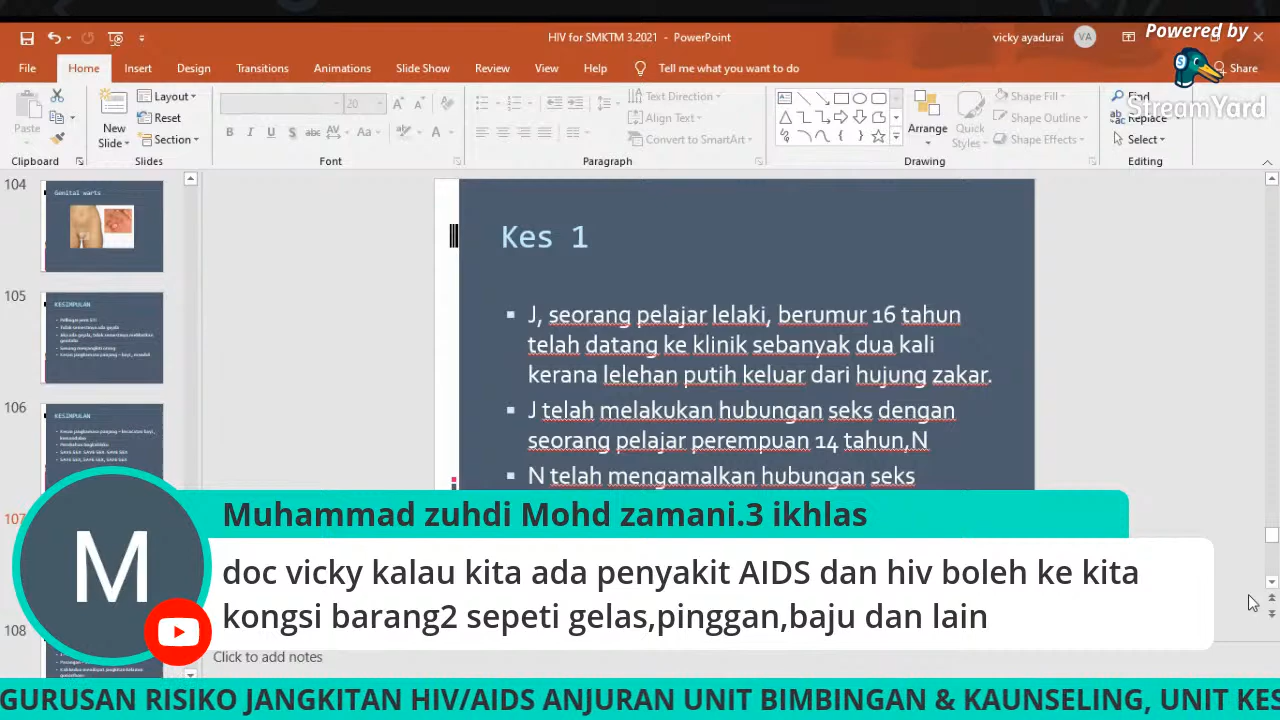 Powered by
StreamYard
HIV for SMKTM 3.2021 - PowerPoint
vicky ayadurai
VA
File
Home
Insert
Design
Transitions
Animations
Slide Show
Review
View
Help
Tell me what you want to do
Share
Paste
New
Slide
Layout
Reset
Section
20
Text Direction
Align Text
Convert to SmartArt
Arrange
Quick
Styles
Shape Fill
Shape Outline
Shape Effects
Find
Replace
Select
Clipboard
Slides
Font
Paragraph
Drawing
Editing
104
Genital warts
105
KESIMPULAN
106
KESIMPULAN
107
108
Kes 1
J, seorang pelajar lelaki, berumur 16 tahun
telah datang ke klinik sebanyak dua kali
kerana lelehan putih keluar dari hujung zakar.
J telah melakukan hubungan seks dengan
seorang pelajar perempuan 14 tahun,N
N telah mengamalkan hubungan seks
M
Muhammad zuhdi Mohd zamani.3 ikhlas
doc vicky kalau kita ada penyakit AIDS dan hiv boleh ke kita
kongsi barang2 sepeti gelas,pinggan,baju dan lain
Click to add notes
GURUSAN RISIKO JANGKITAN HIV/AIDS ANJURAN UNIT BIMBINGAN & KAUNSELING, UNIT KES